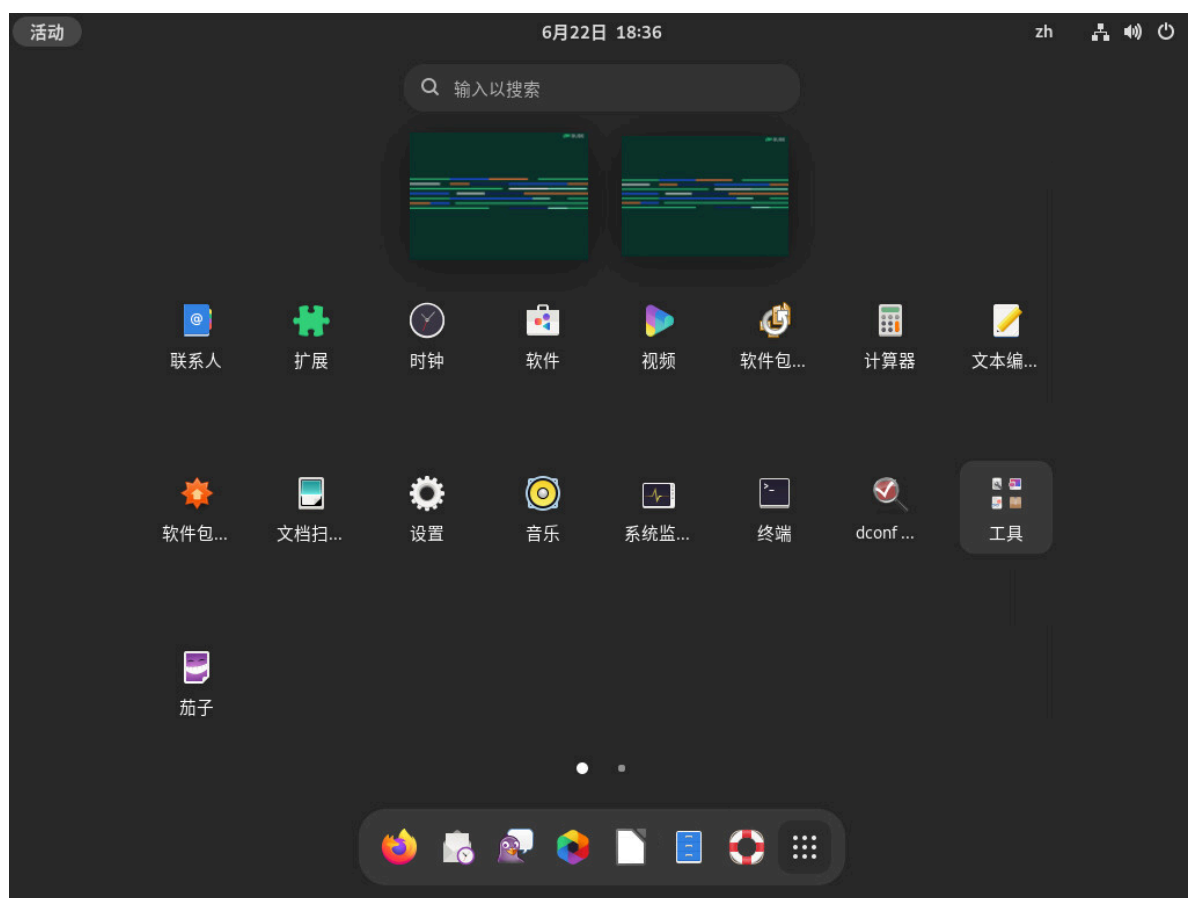 活动
6月22日 18:36
zh
输入以搜索
联系人
扩展
时钟
软件
视频
软件包...
计算器
文本编...
软件包...
文档扫...
设置
音乐
系统监...
终端
dconf ...
工具
茄子